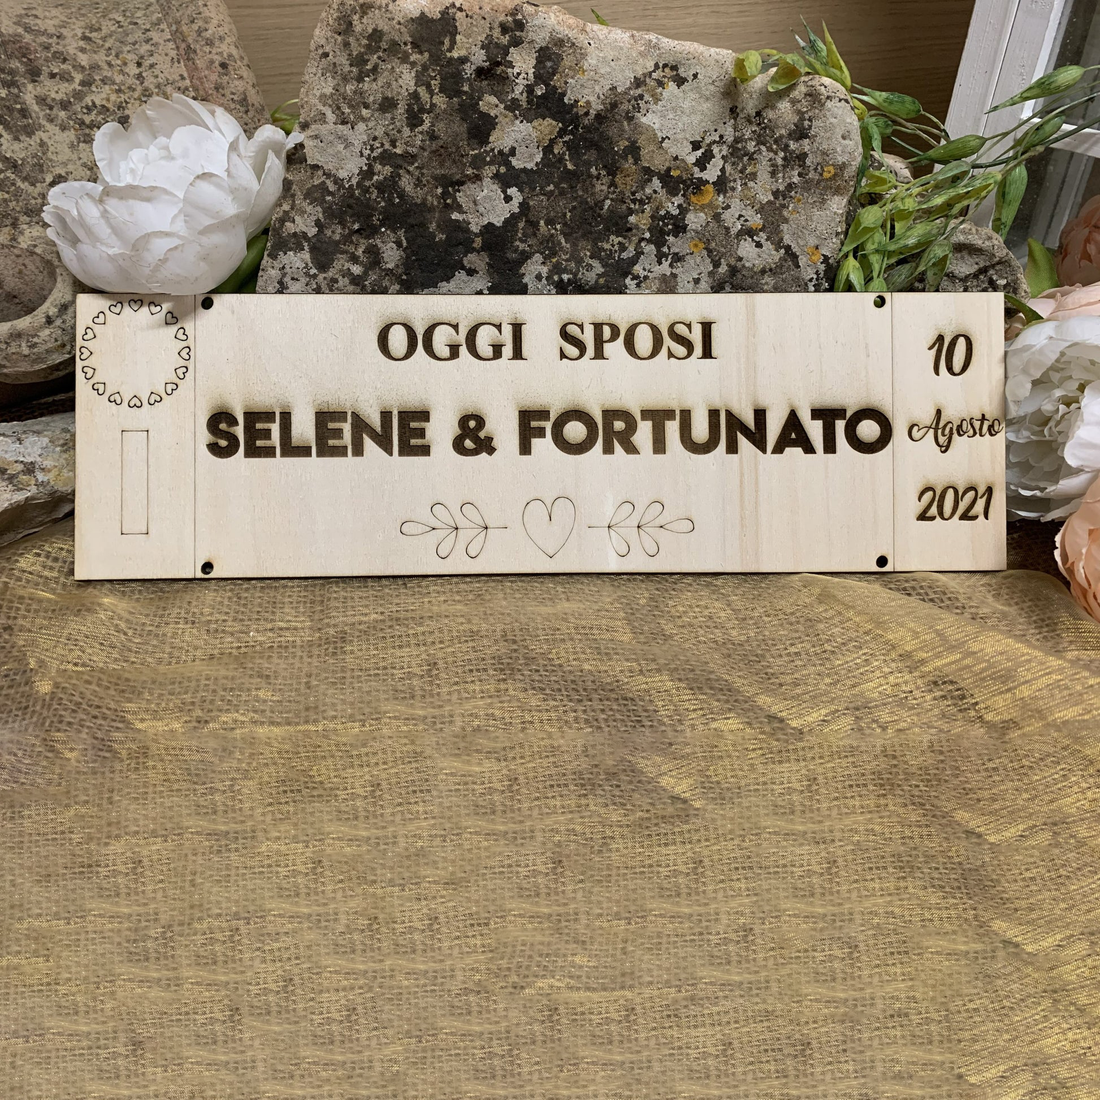 OGGI SPOSI
SELENE & FORTUNATO
10
Agosto
2021